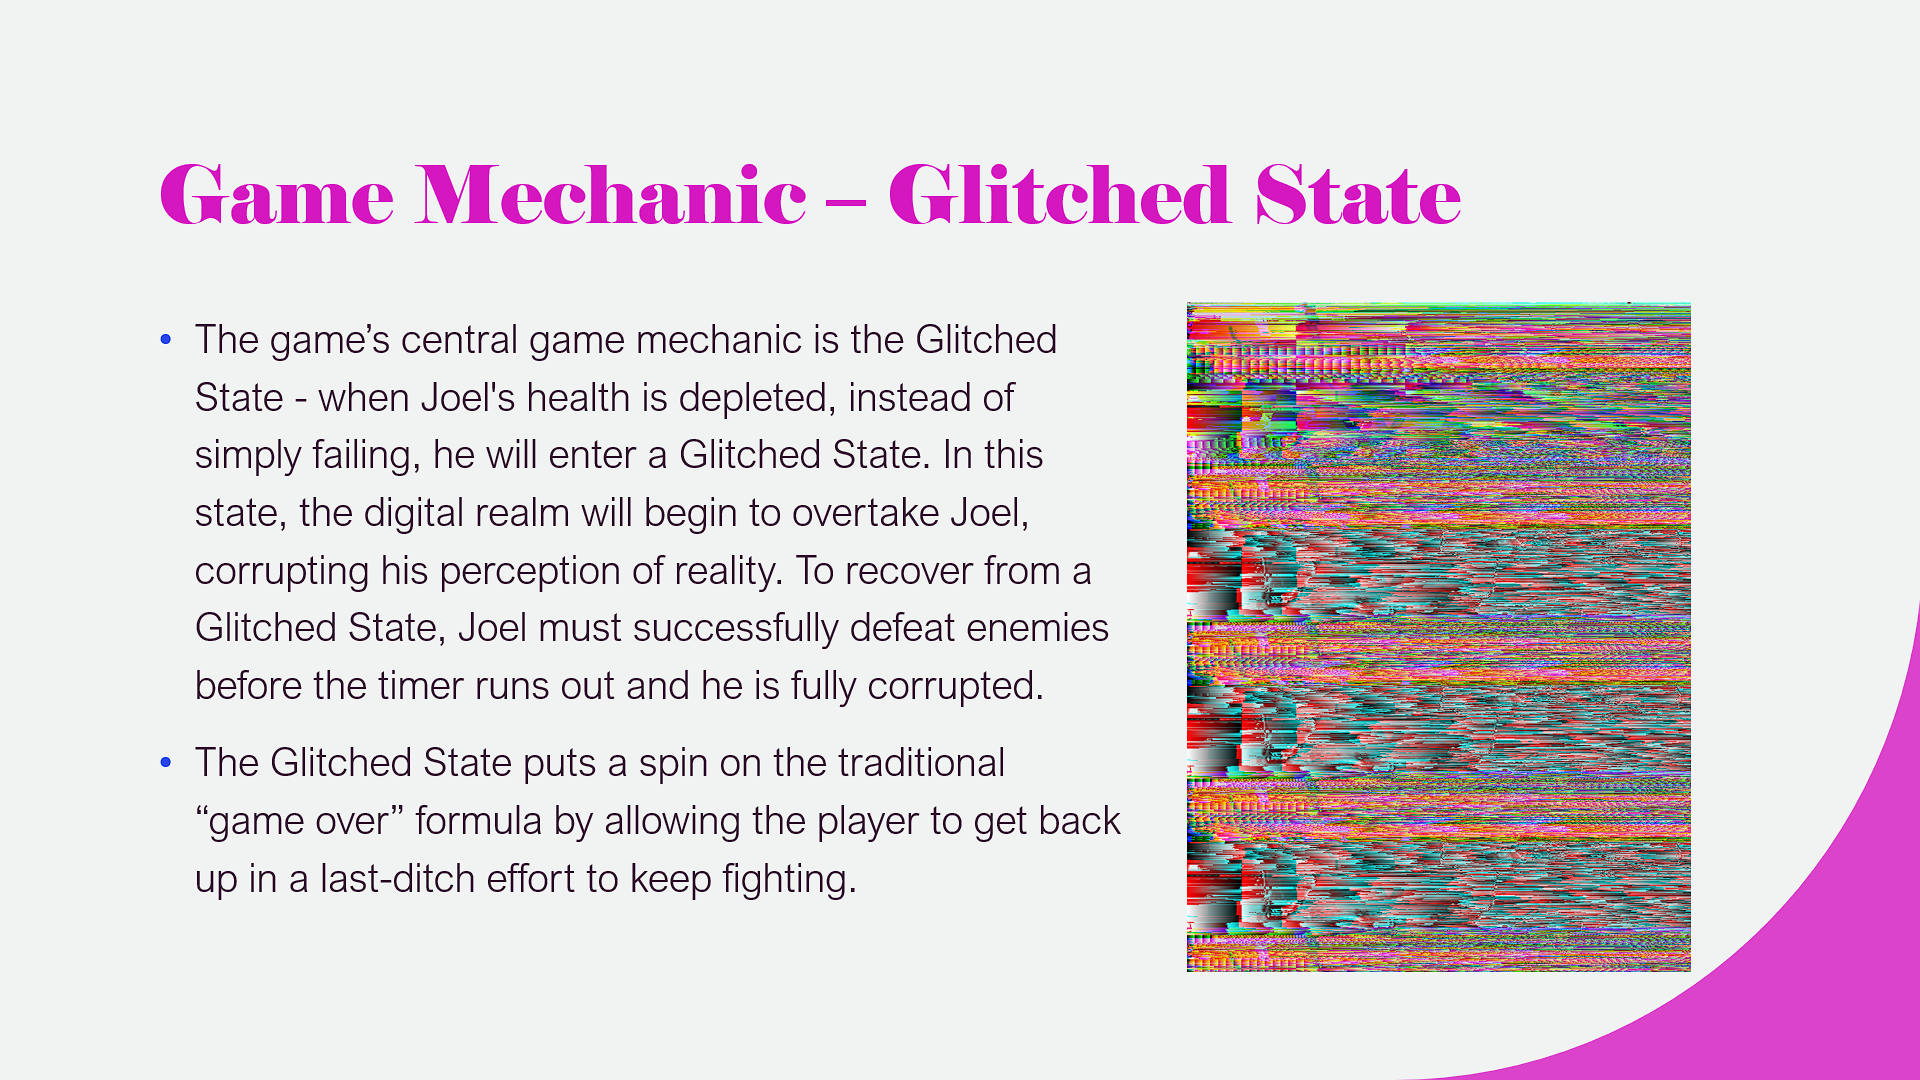 Game Mechanic – Glitched State
• The game’s central game mechanic is the Glitched
State - when Joel's health is depleted, instead of
simply failing, he will enter a Glitched State. In this
state, the digital realm will begin to overtake Joel,
corrupting his perception of reality. To recover from a
Glitched State, Joel must successfully defeat enemies
before the timer runs out and he is fully corrupted.
• The Glitched State puts a spin on the traditional
“game over” formula by allowing the player to get back
up in a last-ditch effort to keep fighting.